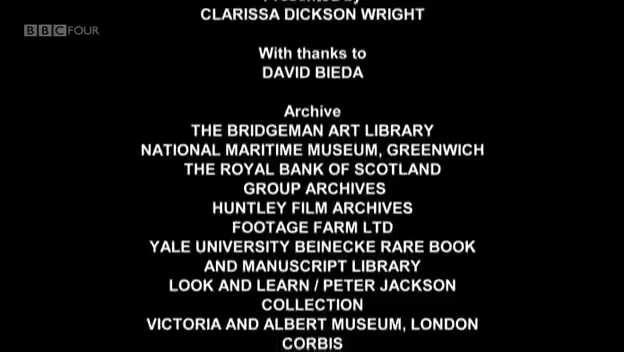 Presented by
CLARISSA DICKSON WRIGHT
BBC FOUR
With thanks to
DAVID BIEDA
Archive
THE BRIDGEMAN ART LIBRARY
NATIONAL MARITIME MUSEUM, GREENWICH
THE ROYAL BANK OF SCOTLAND
GROUP ARCHIVES
HUNTLEY FILM ARCHIVES
FOOTAGE FARM LTD
YALE UNIVERSITY BEINECKE RARE BOOK
AND MANUSCRIPT LIBRARY
LOOK AND LEARN / PETER JACKSON
COLLECTION
VICTORIA AND ALBERT MUSEUM, LONDON
CORBIS